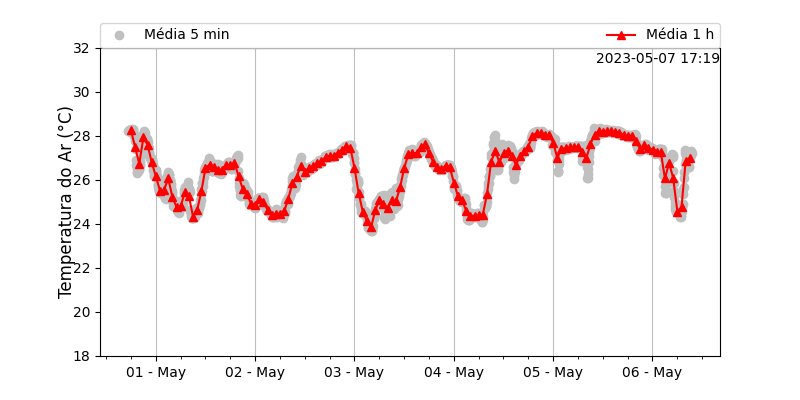 Média 5 min
Média 1 h
2023-05-07 17:19
Temperatura do Ar (°C)
32
30
28
26
24
22
20
18
01 - May
02 - May
03 - May
04 - May
05 - May
06 - May